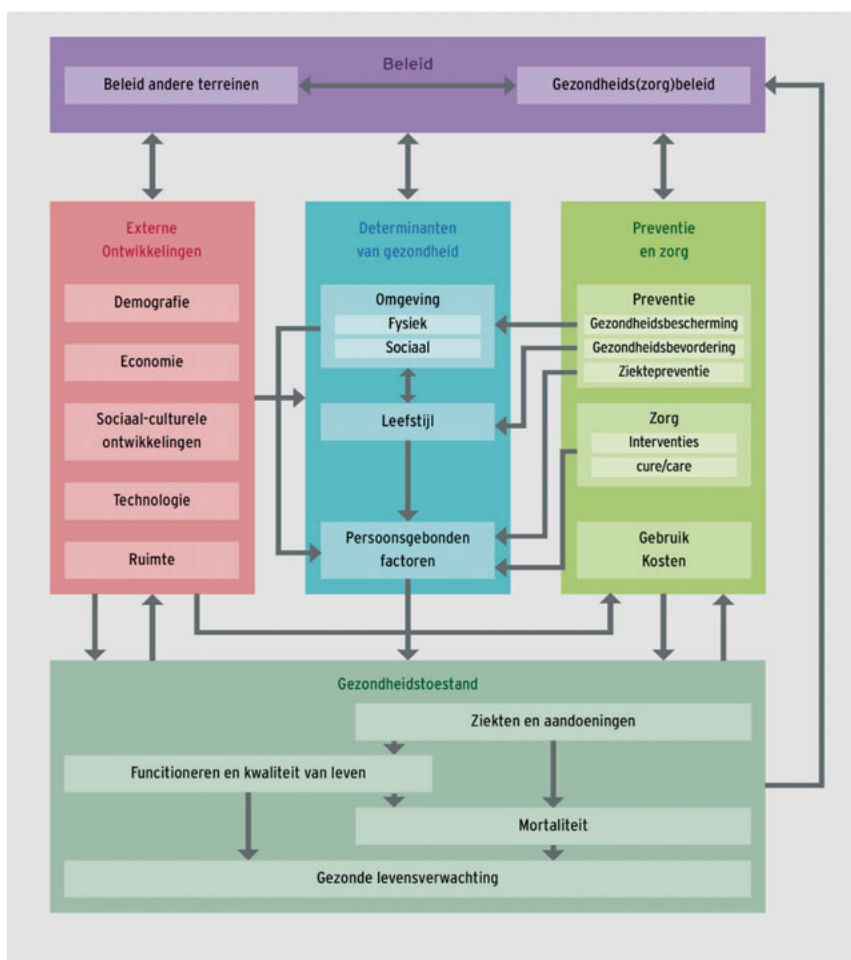 Beleid
Beleid andere terreinen
Gezondheids(zorg)beleid
Externe
Ontwikkelingen
Demografie
Economie
Sociaal-culturele
ontwikkelingen
Technologie
Ruimte
Determinanten
van gezondheid
Omgeving
Fysiek
Sociaal
Leefstijl
Persoonsgebonden
factoren
Preventie
en zorg
Preventie
Gezondheidsbescherming
Gezondheidsbevordering
Ziektepreventie
Zorg
Interventies
cure/care
Gebruik
Kosten
Gezondheidstoestand
Ziekten en aandoeningen
Funcitioneren en kwaliteit van leven
Mortaliteit
Gezonde levensverwachting